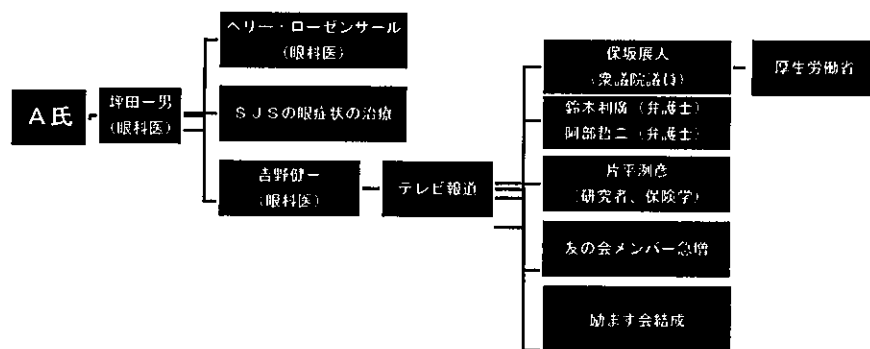 A氏
坪田一男
(眼科医)
ヘリー・ローゼンサール
(眼科医)
SJSの眼症状の治療
吉野健一
(眼科医)
テレビ報道
保坂展人
(衆議院議員)
鈴木利廣 (弁護士)
阿部哲二 (弁護士)
片平洌彦
(研究者、保険学)
友の会メンバー急増
励ます会結成
厚生労働省